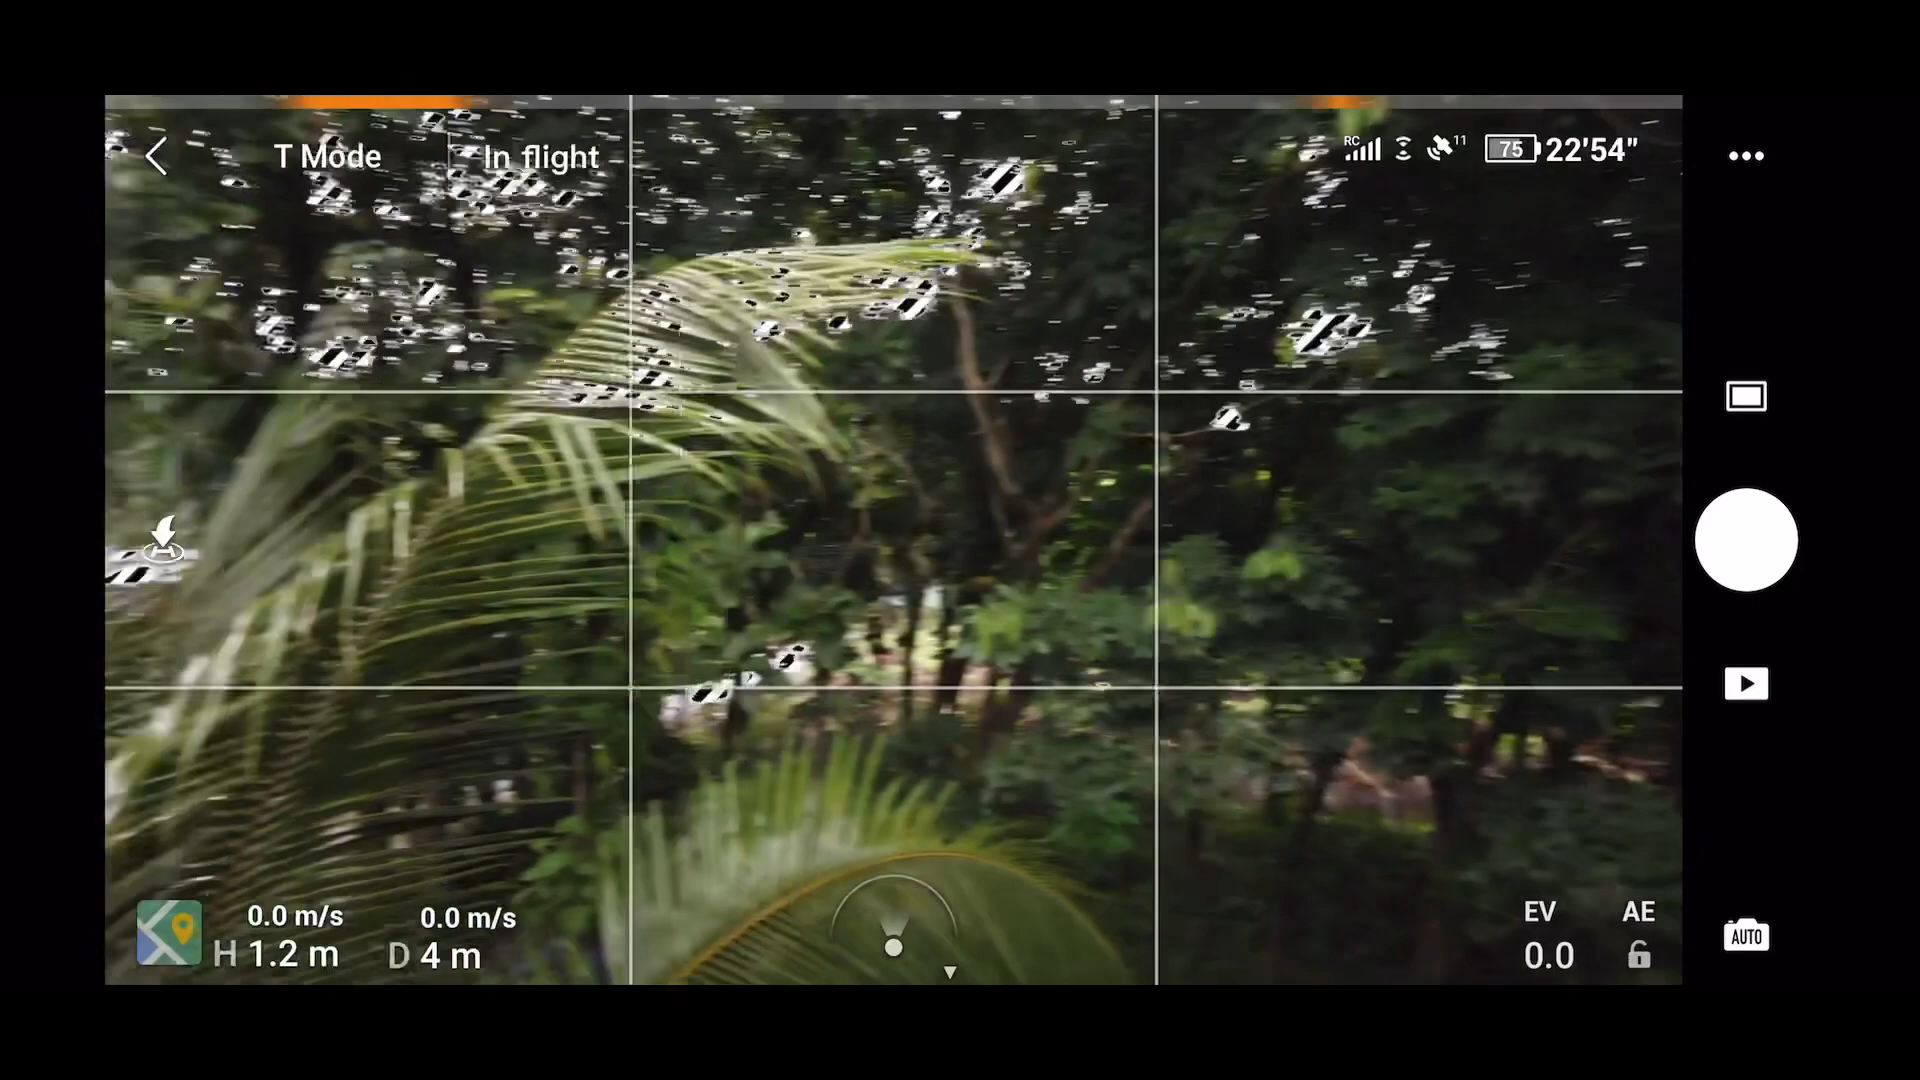 T Mode
In flight
RC
11
75
22'54"
0.0 m/s
0.0 m/s
H 1.2 m
D 4 m
H
EV
AE
0.0
AUTO